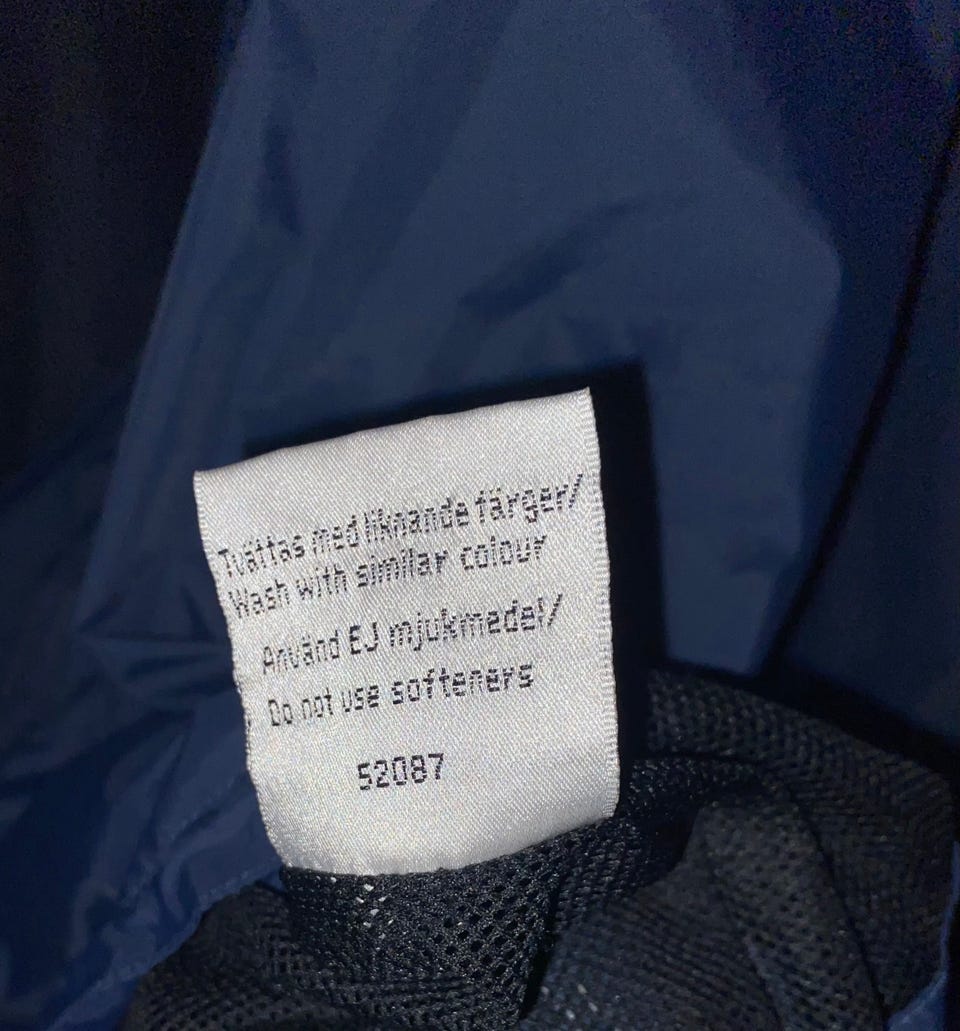 Tvättas med liknande färger/
Wash with similar colour
Använd EJ mjukmedel/
Do not use softeners
52087